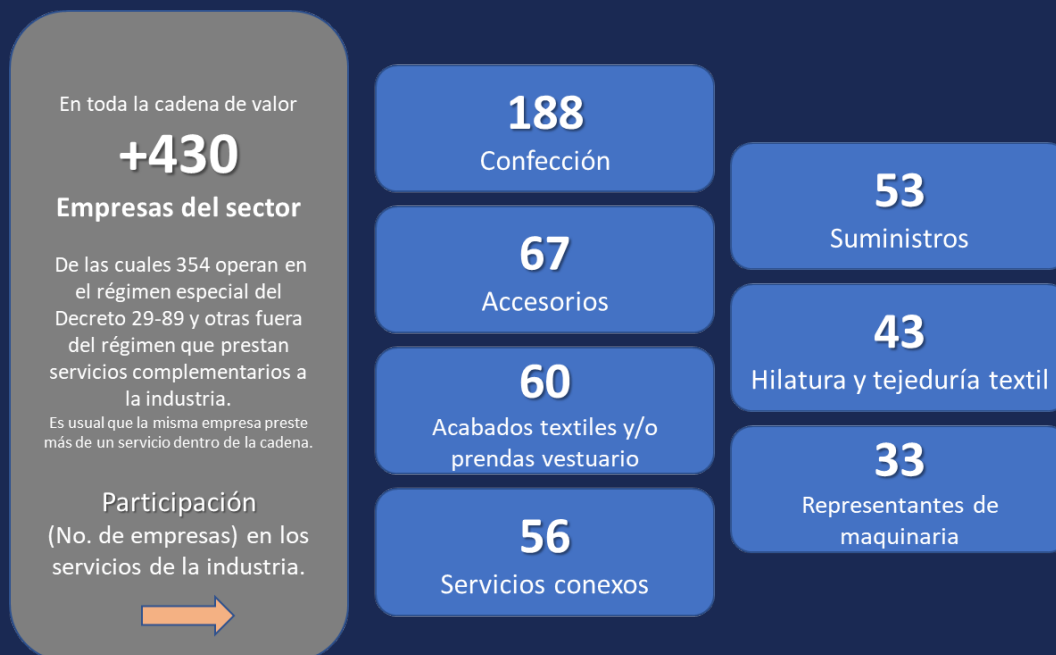 En toda la cadena de valor
+430
Empresas del sector
De las cuales 354 operan en
el régimen especial del
Decreto 29-89 y otras fuera
del régimen que prestan
servicios complementarios a
la industria.
Es usual que la misma empresa preste
más de un servicio dentro de la cadena.
Participación
(No. de empresas) en los
servicios de la industria.
188
Confección
67
Accesorios
60
Acabados textiles y/o
prendas vestuario
56
Servicios conexos
53
Suministros
43
Hilatura y tejeduría textil
33
Representantes de
maquinaria